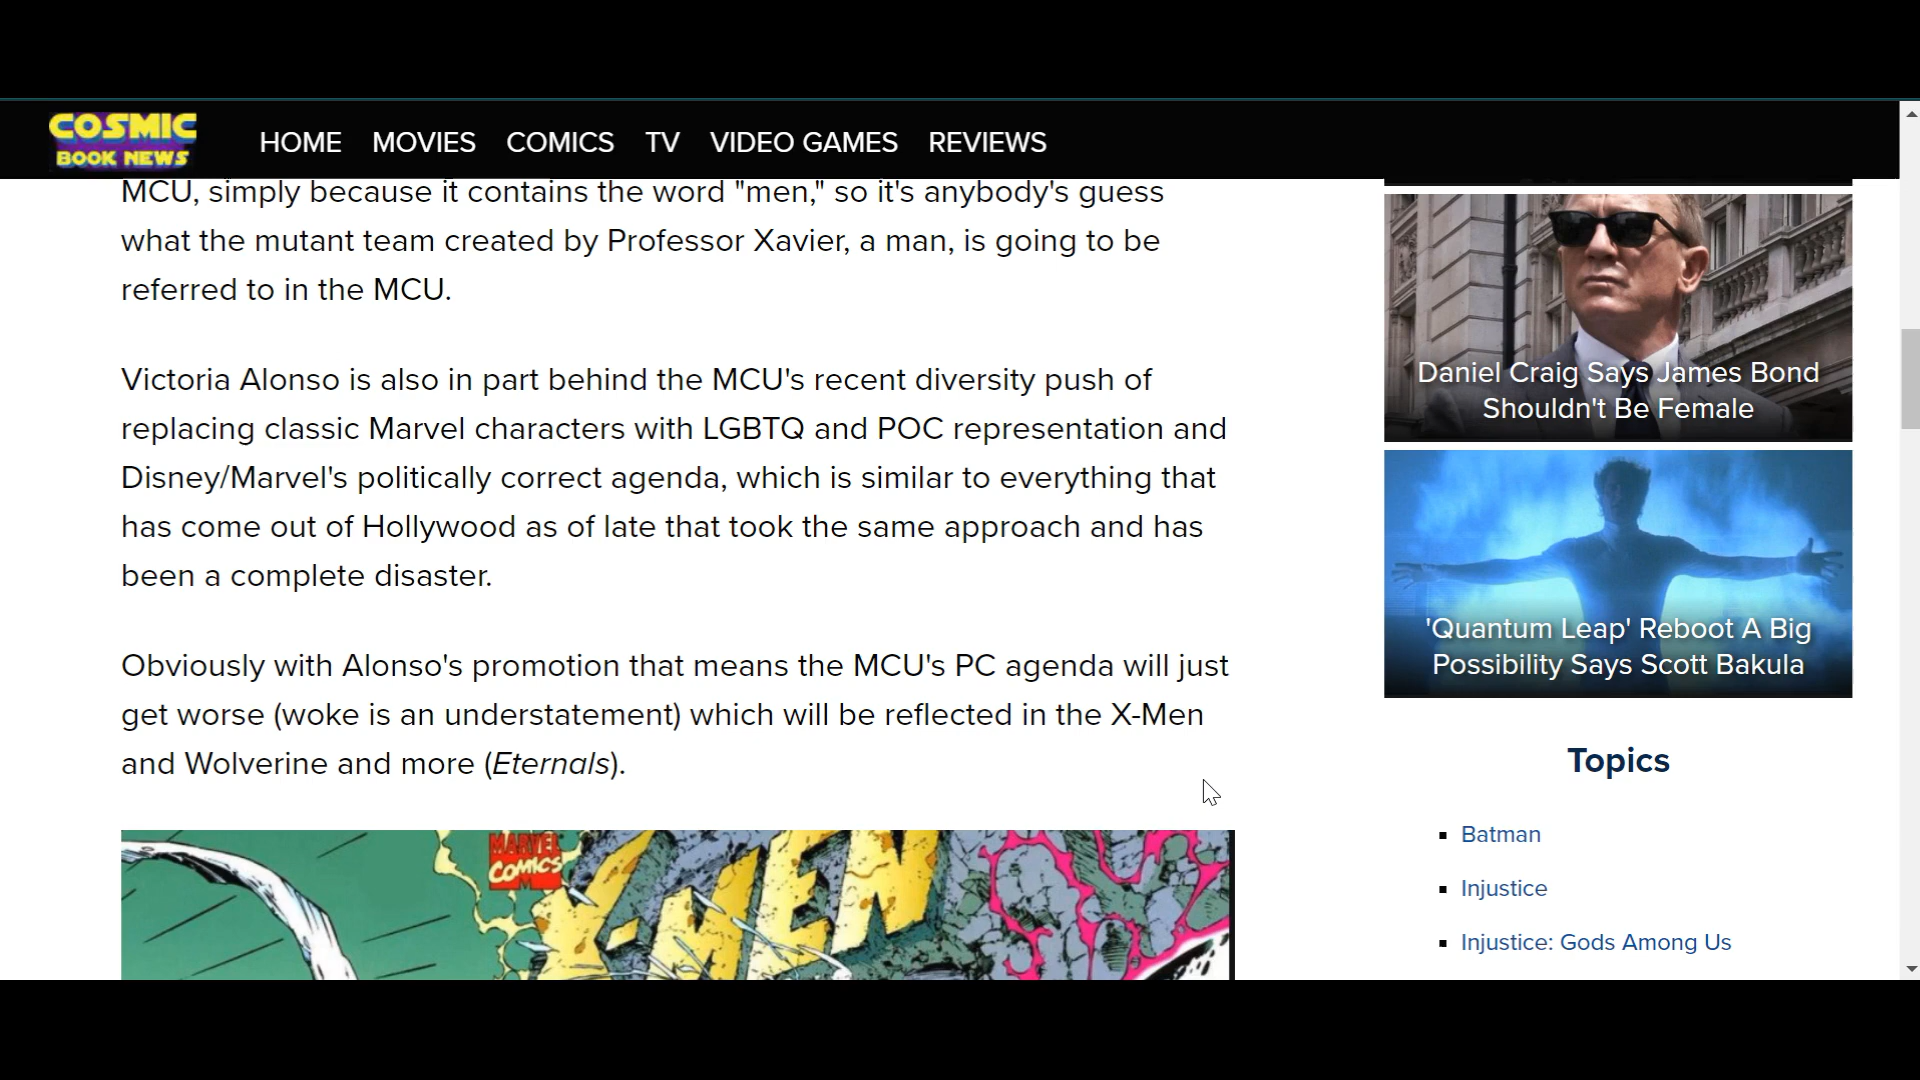 COSMIC
BOOK NEWS
HOME MOVIES COMICS TV VIDEO GAMES REVIEWS
MCU, simply because it contains the word "men," so it's anybody's guess
what the mutant team created by Professor Xavier, a man, is going to be
referred to in the MCU.
Victoria Alonso is also in part behind the MCU's recent diversity push of
replacing classic Marvel characters with LGBTQ and POC representation and
Disney/Marvel's politically correct agenda, which is similar to everything that
has come out of Hollywood as of late that took the same approach and has
been a complete disaster.
Obviously with Alonso's promotion that means the MCU's PC agenda will just
get worse (woke is an understatement) which will be reflected in the X-Men
and Wolverine and more (Eternals).
MARVEL
COMICS
X-MEN
Daniel Craig Says James Bond
Shouldn't Be Female
'Quantum Leap' Reboot A Big
Possibility Says Scott Bakula
Topics
Batman
Injustice
Injustice: Gods Among Us